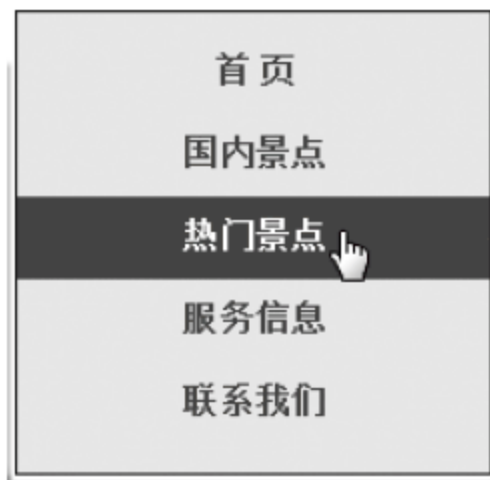 首 页
国内景点
热门景点
服务信息
联系我们